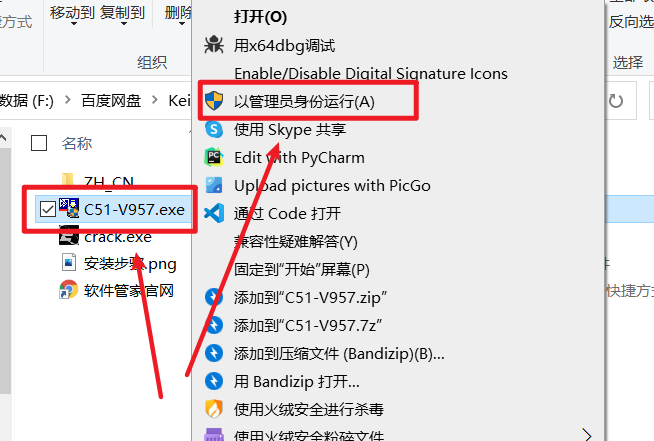 移动到 复制到 删除
捷方式
反向选
组织
选择
数据 (F:) 百度网盘 Kei
名称
ZH_CN
C51-V957.exe
crack.exe
安装步骤.png
软件管家官网
打开(O)
用x64dbg调试
Enable/Disable Digital Signature Icons
以管理员身份运行(A)
使用 Skype 共享
Edit with PyCharm
Upload pictures with PicGo
通过 Code 打开
兼容性疑难解答(Y)
固定到“开始”屏幕(P)
添加到“C51-V957.zip”
添加到“C51-V957.7z”
添加到压缩文件 (Bandizip)(B)...
用 Bandizip 打开...
使用火绒安全进行杀毒
使用火绒安全粉碎文件
件
快捷方式